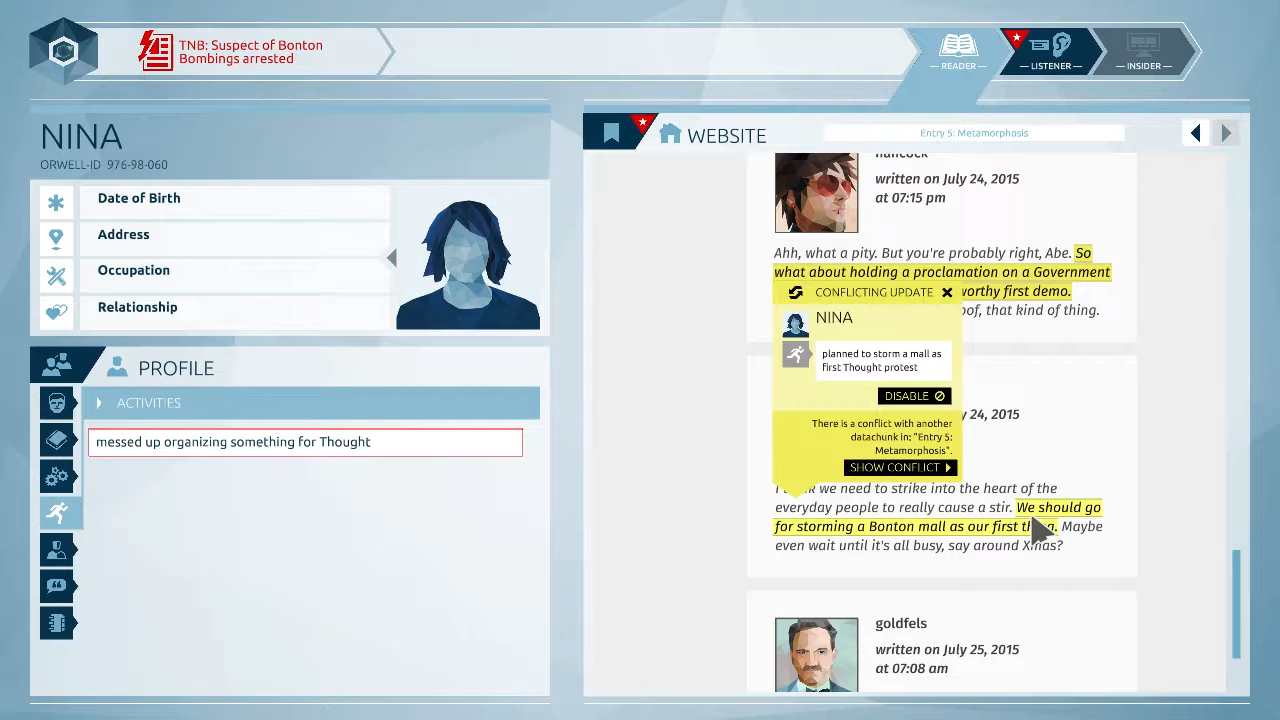 TNB: Suspect of Bonton
Bombings arrested
— READER —
— LISTENER —
— INSIDER —
NINA
ORWELL-ID 976-98-060
Date of Birth
Address
Occupation
Relationship
PROFILE
ACTIVITIES
messed up organizing something for Thought
WEBSITE
Entry 5: Metamorphosis
hancock
written on July 24, 2015
at 07:15 pm
Ahh, what a pity. But you're probably right, Abe. So
what about holding a proclamation on a Government
worthy first demo.
oof, that kind of thing.
CONFLICTING UPDATE
NINA
planned to storm a mall as
first Thought protest
DISABLE
There is a conflict with another
datachunk in: "Entry 5:
Metamorphosis".
SHOW CONFLICT
24, 2015
we need to strike into the heart of the
everyday people to really cause a stir. We should go
for storming a Bonton mall as our first thing. Maybe
even wait until it's all busy, say around Xmas?
goldfels
written on July 25, 2015
at 07:08 am